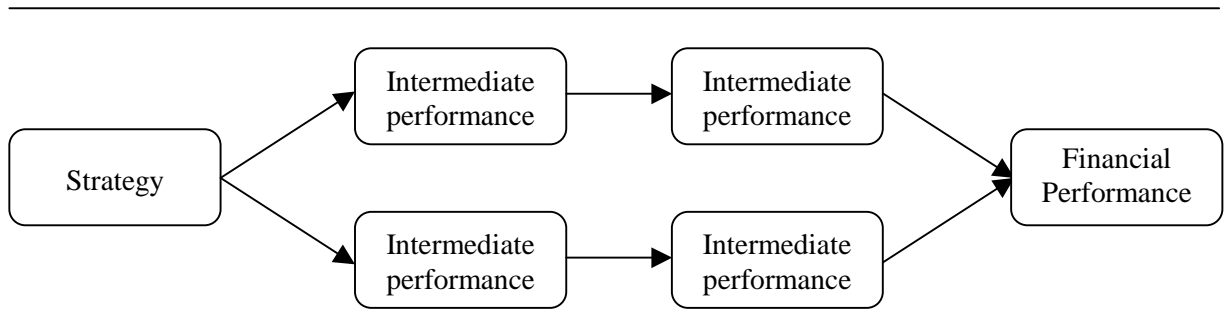 Strategy
Intermediate
performance
Intermediate
performance
Intermediate
performance
Intermediate
performance
Financial
Performance